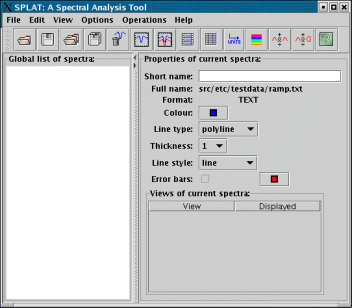 SPLAT: A Spectral Analysis Tool
File Edit View Options Operations Help
UNITS
Global list of spectra:
Properties of current spectra:
Short name:
Full name: src/etc/testdata/ramp.txt
Format: TEXT
Colour:
Line type: polyline
Thickness: 1
Line style: line
Error bars:
Views of current spectra:
View Displayed